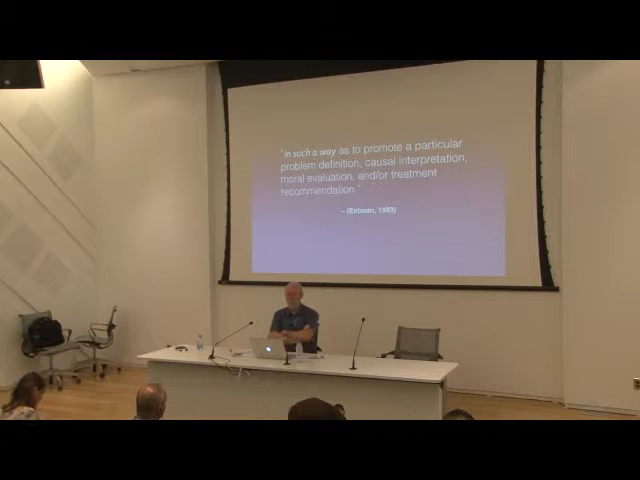 "in such a way as to promote a particular
problem definition, causal interpretation,
moral evaluation, and/or treatment
recommendation."
– (Entman, 1993)